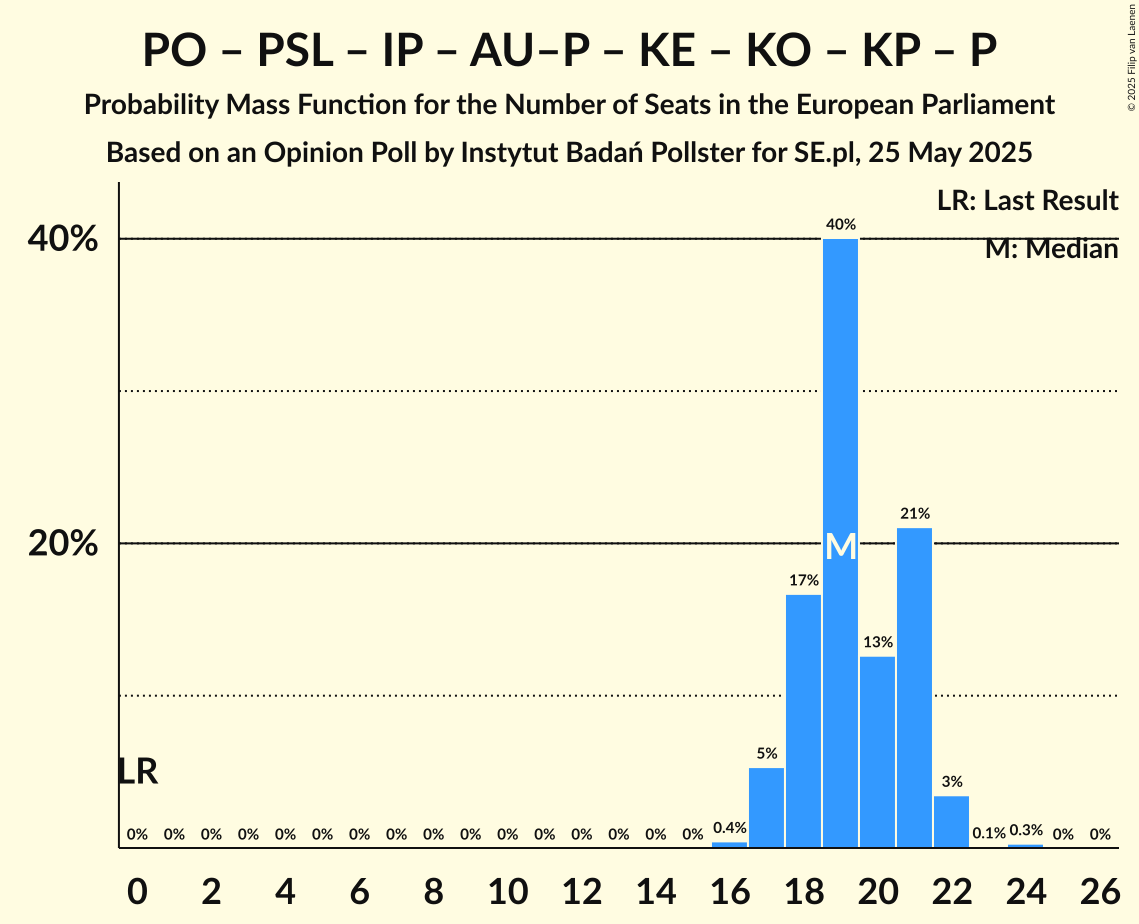 PO – PSL – IP – AU–P – KE – KO – KP – P
Probability Mass Function for the Number of Seats in the European Parliament
Based on an Opinion Poll by Instytut Badań Pollster for SE.pl, 25 May 2025
© 2025 Filip van Laenen
LR: Last Result
M: Median
40%
20%
40%
21%
17%
13%
5%
3%
0.4%
0.1%
0.3%
M
LR
0% 0% 0% 0% 0% 0% 0% 0% 0% 0% 0% 0% 0% 0% 0% 0% 0% 0%
0 2 4 6 8 10 12 14 16 18 20 22 24 26